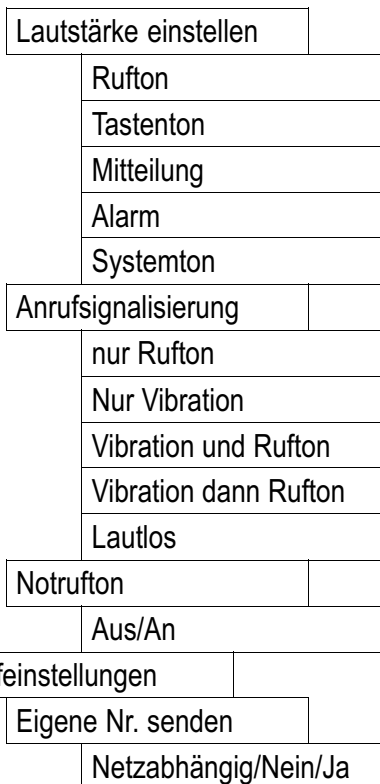 Lautstärke einstellen
Rufton
Tastenton
Mitteilung
Alarm
Systemton
Anrufsignalisierung
nur Rufton
Nur Vibration
Vibration und Rufton
Vibration dann Rufton
Lautlos
Notrufton
Aus/An
feinstellungen
Eigene Nr. senden
Netzabhängig/Nein/Ja